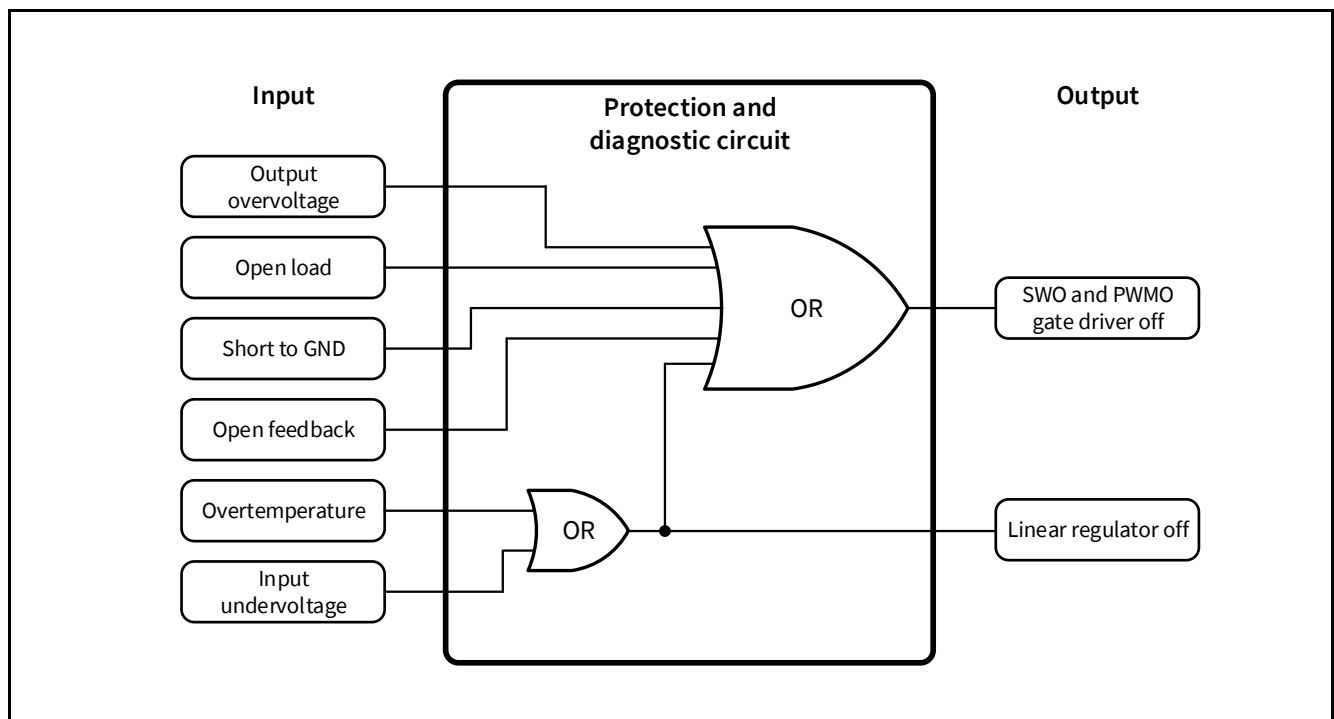 Input
Protection and
diagnostic circuit
Output
Output
overvoltage
Open load
Short to GND
Open feedback
Overtemperature
Input
undervoltage
OR
OR
SWO and PWMO
gate driver off
Linear regulator off